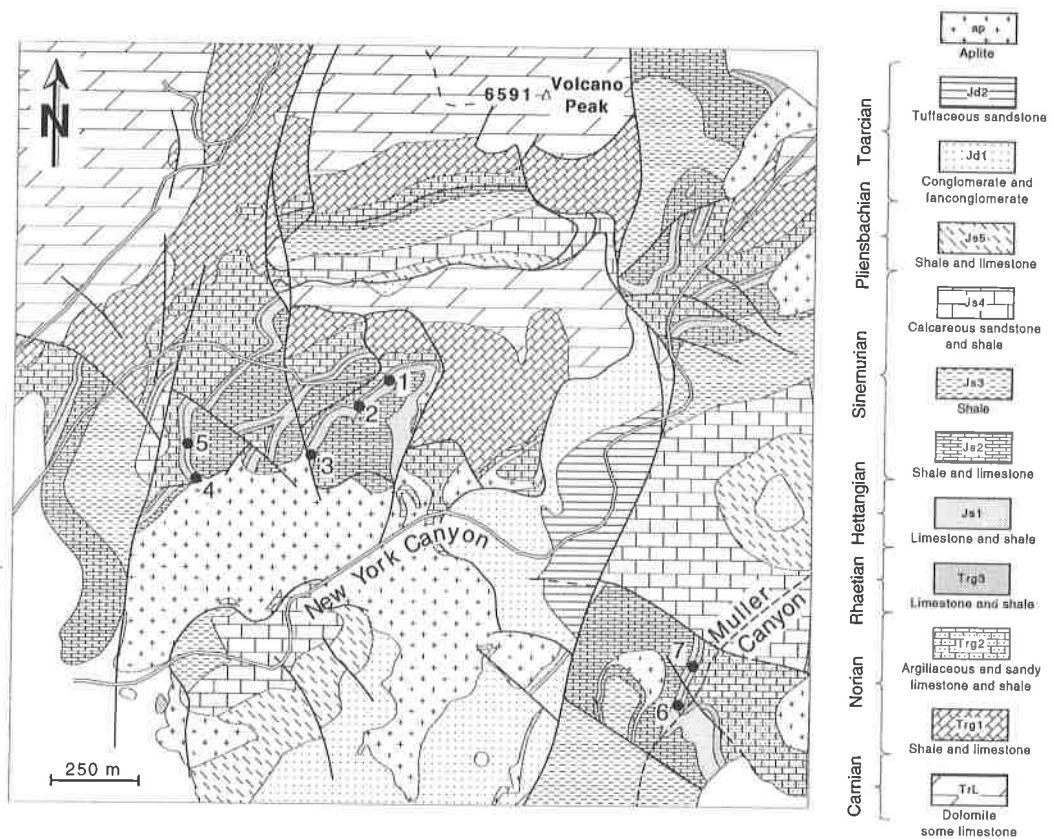 N
6591
Volcano
Peak
1
2
3
4
5
New York Canyon
Muller
Canyon
7
6
250 m
Toarcian
Pliensbachian
Sinemurian
Hettangian
Rhaetian
Norian
Carnian
ap
Aplite
Jd2
Tuffaceous sandstone
Jd1
Conglomerate and
fanconglomerate
Js5
Shale and limestone
Js4
Calcareous sandstone
and shale
Js3
Shale
Js2
Shale and limestone
Js1
Limestone and shale
Trg3
Limestone and shale
JTrg2
Argillaceous and sandy
limestone and shale
Trg1
Shale and limestone
TrL
Dolomite
some limestone